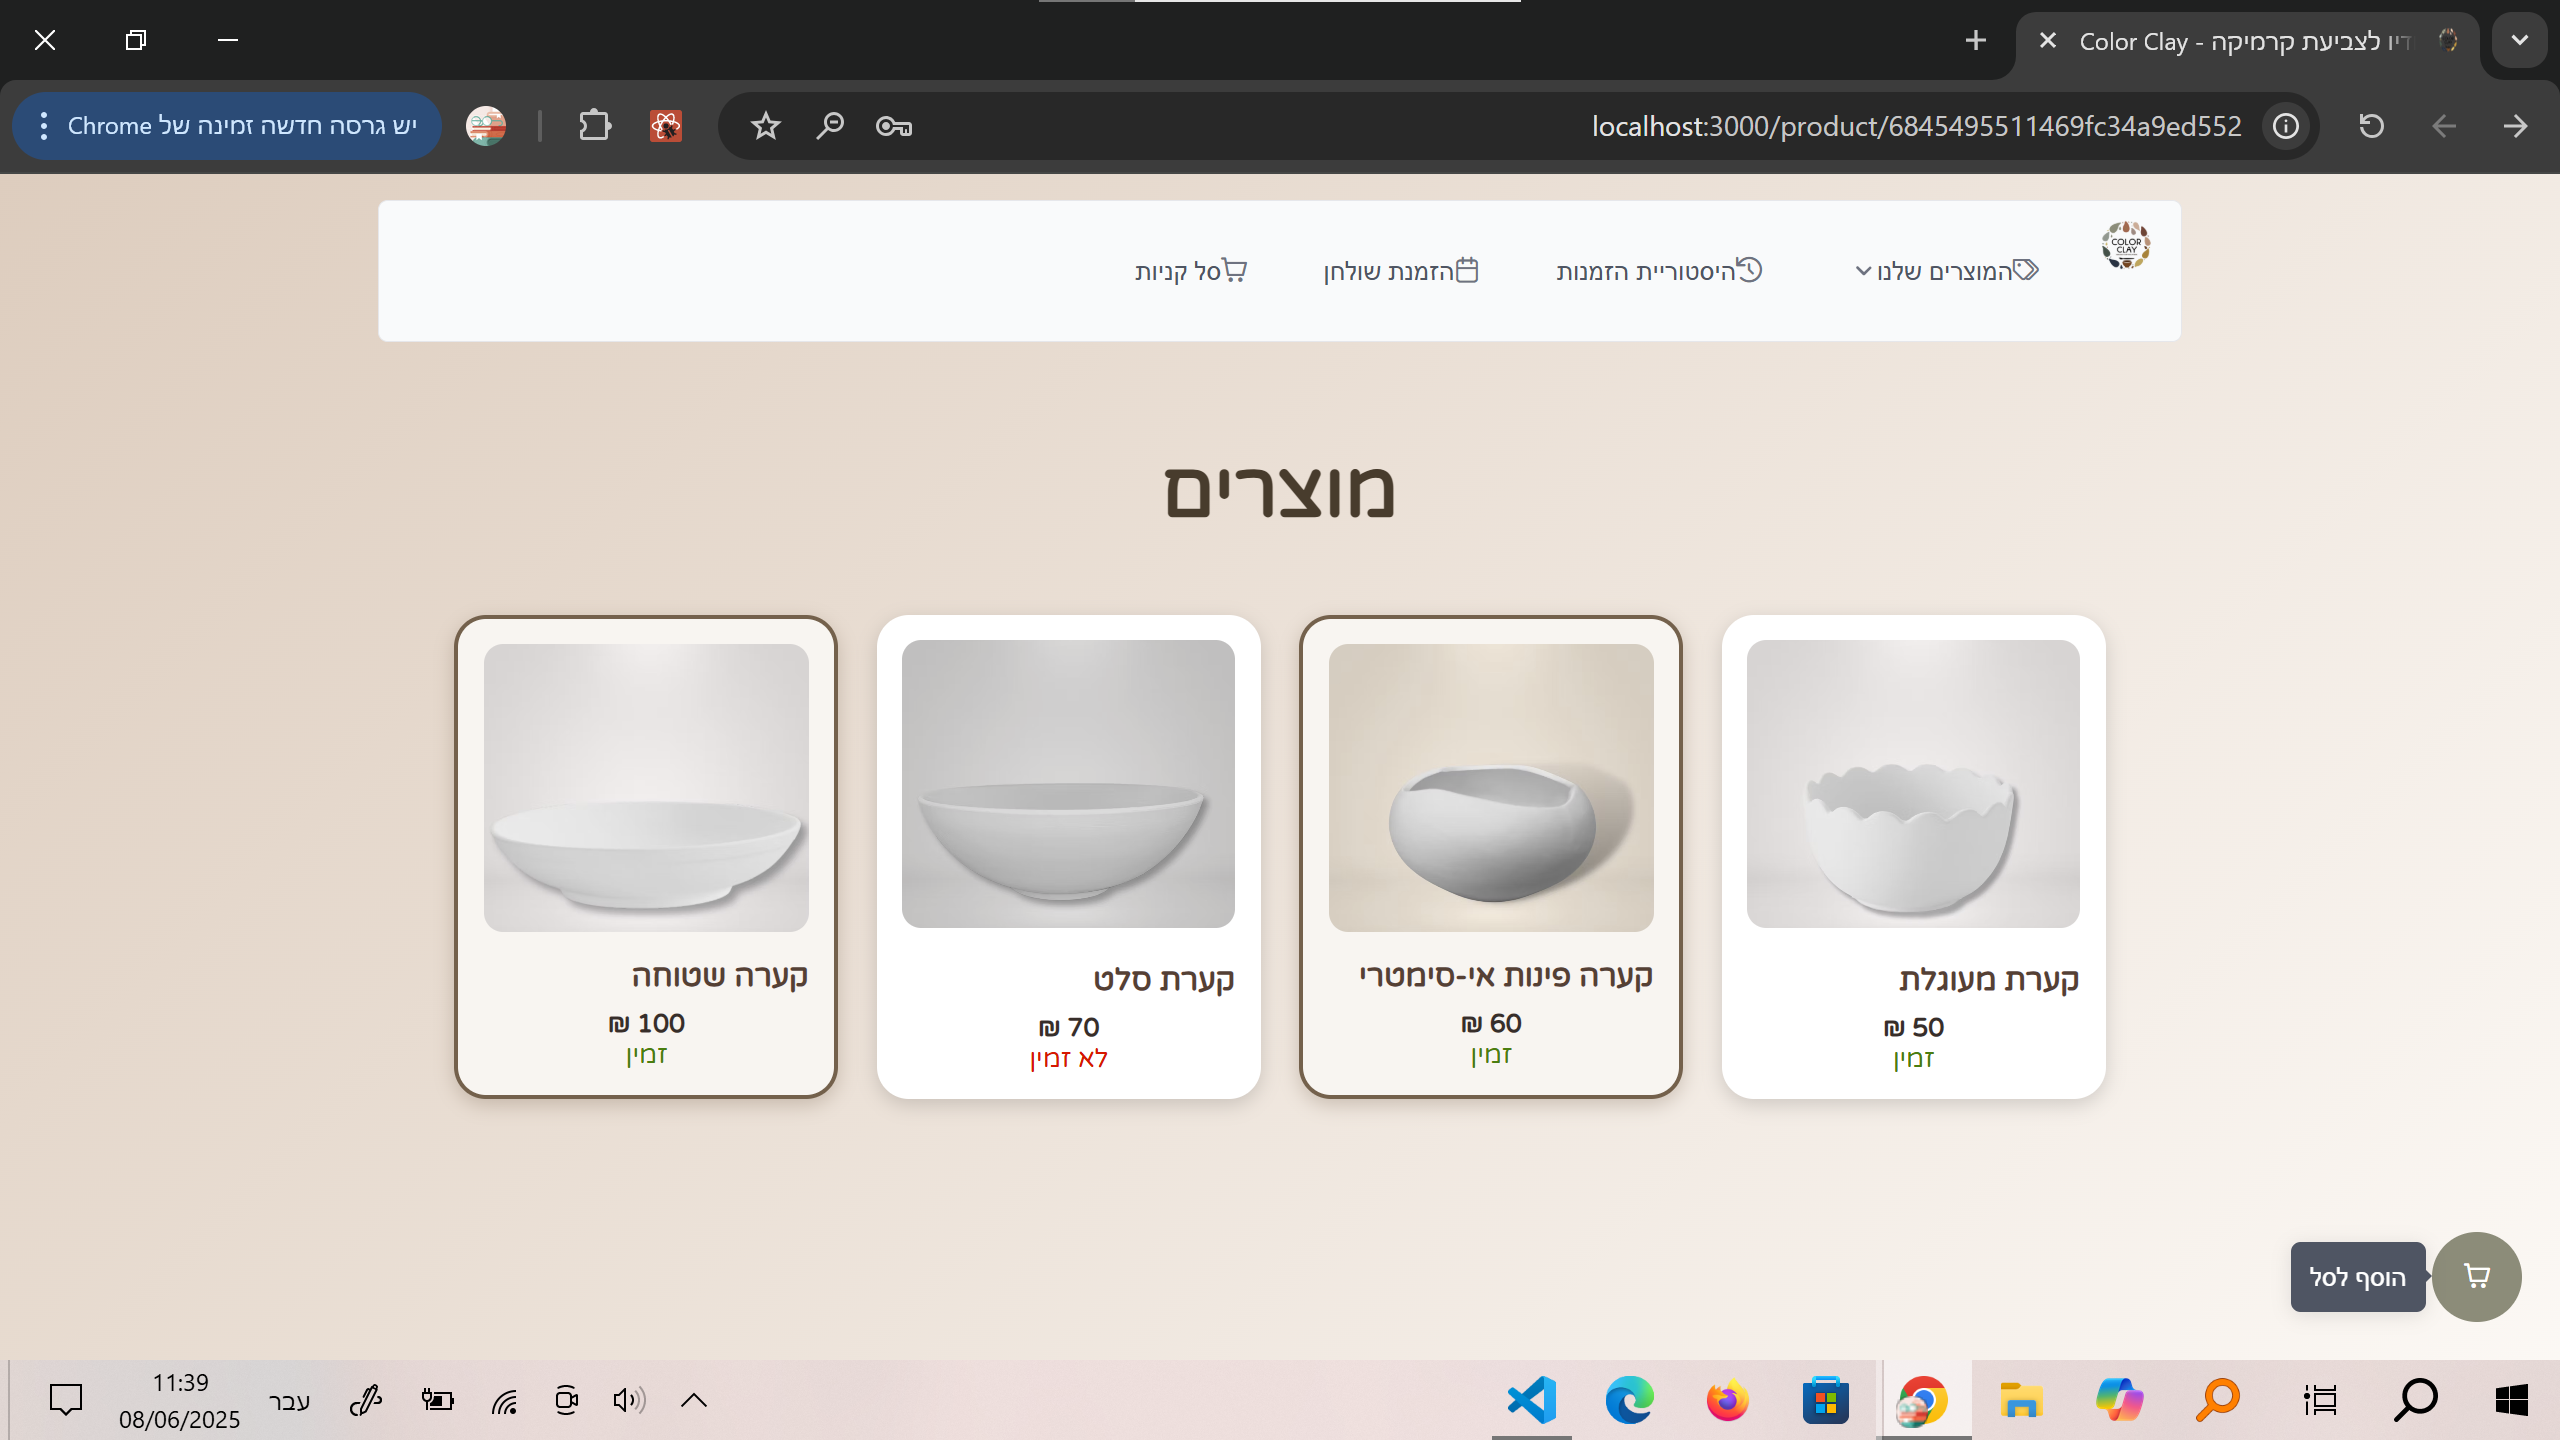 Color Clay - דיו לצביעת קרמיקה
localhost:3000/product/6845495511469fc34a9ed552
יש גרסה חדשה זמינה של Chrome
COLOR
CLAY
המוצרים שלנו
היסטוריית הזמנות
הזמנת שולחן
סל קניות
מוצרים
קערת מעוגלת
50 ₪
זמין
קערה פינות אי-סימטרי
60 ₪
זמין
קערת סלט
70 ₪
לא זמין
קערה שטוחה
100 ₪
זמין
הוסף לסל
עבר
11:39
08/06/2025